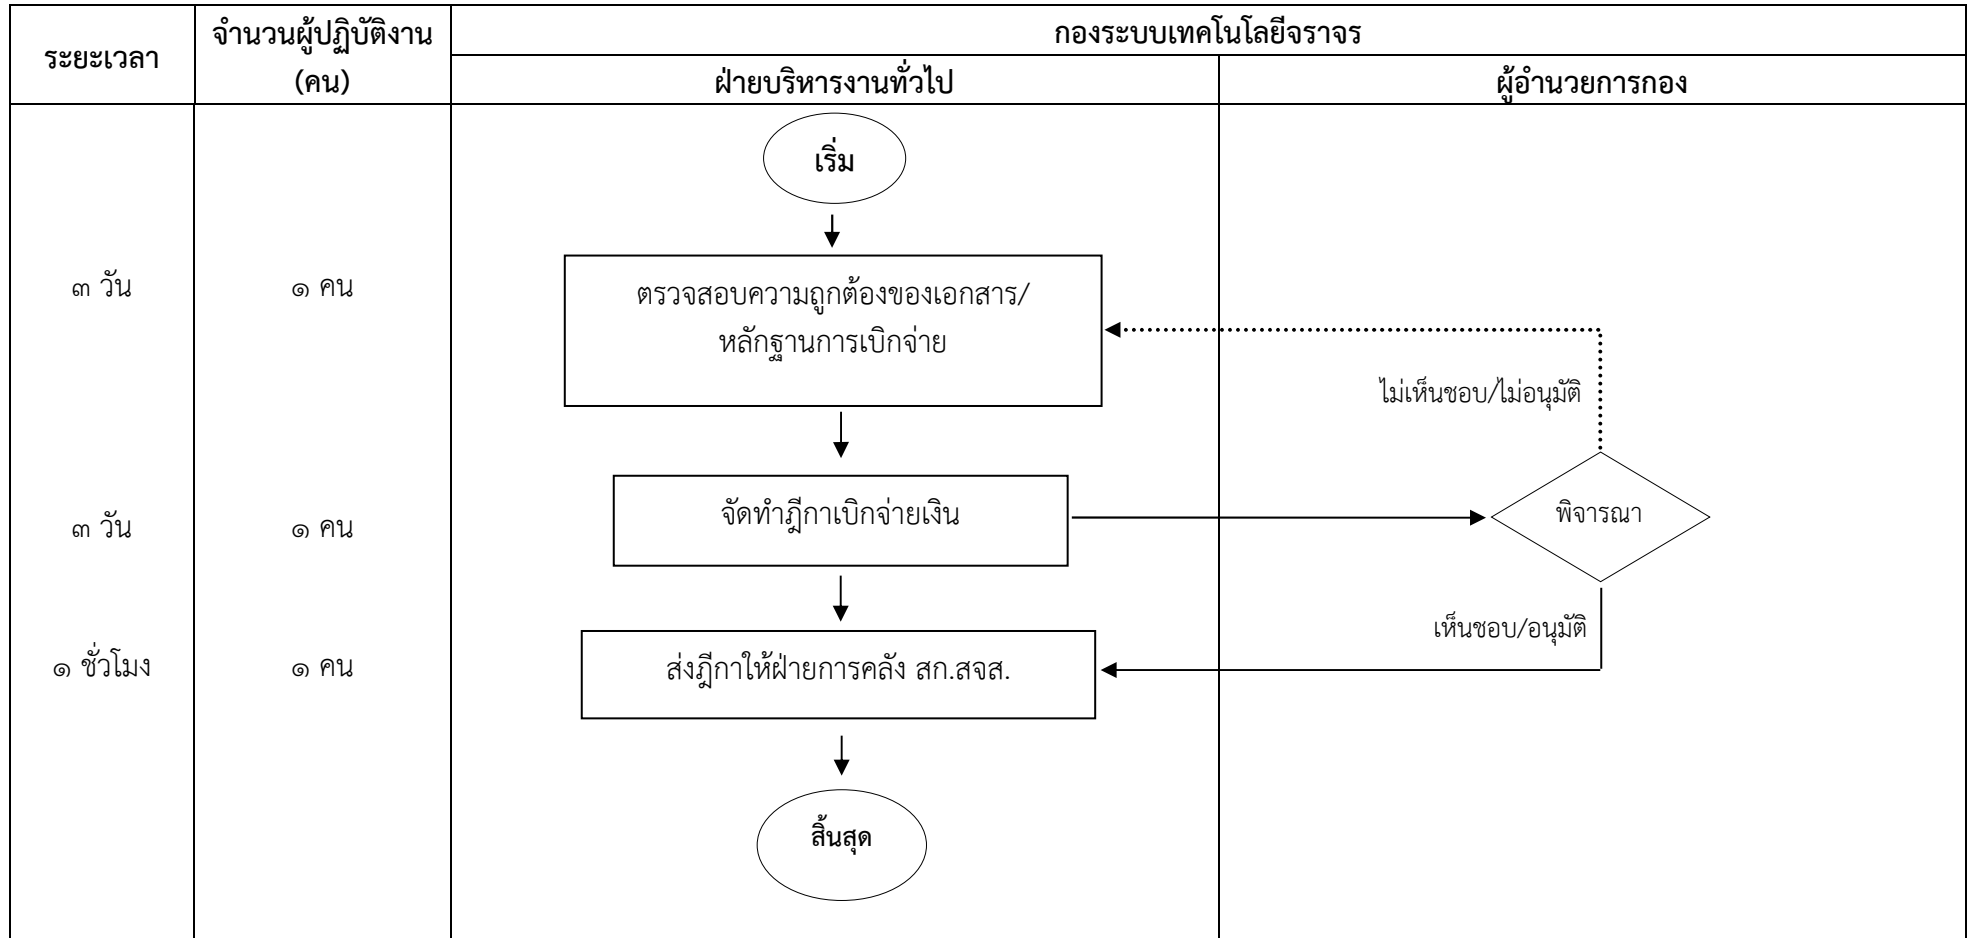 ระยะเวลา
จำนวนผู้ปฏิบัติงาน
(คน)
กองระบบเทคโนโลยีจราจร
ฝ่ายบริหารงานทั่วไป
ผู้อำนวยการกอง
เริ่ม
๓ วัน
๑ คน
ตรวจสอบความถูกต้องของเอกสาร/
หลักฐานการเบิกจ่าย
ไม่เห็นชอบ/ไม่อนุมัติ
๓ วัน
๑ คน
จัดทำฎีกาเบิกจ่ายเงิน
พิจารณา
เห็นชอบ/อนุมัติ
๑ ชั่วโมง
๑ คน
ส่งฎีกาให้ฝ่ายการคลัง สก.สจส.
สิ้นสุด